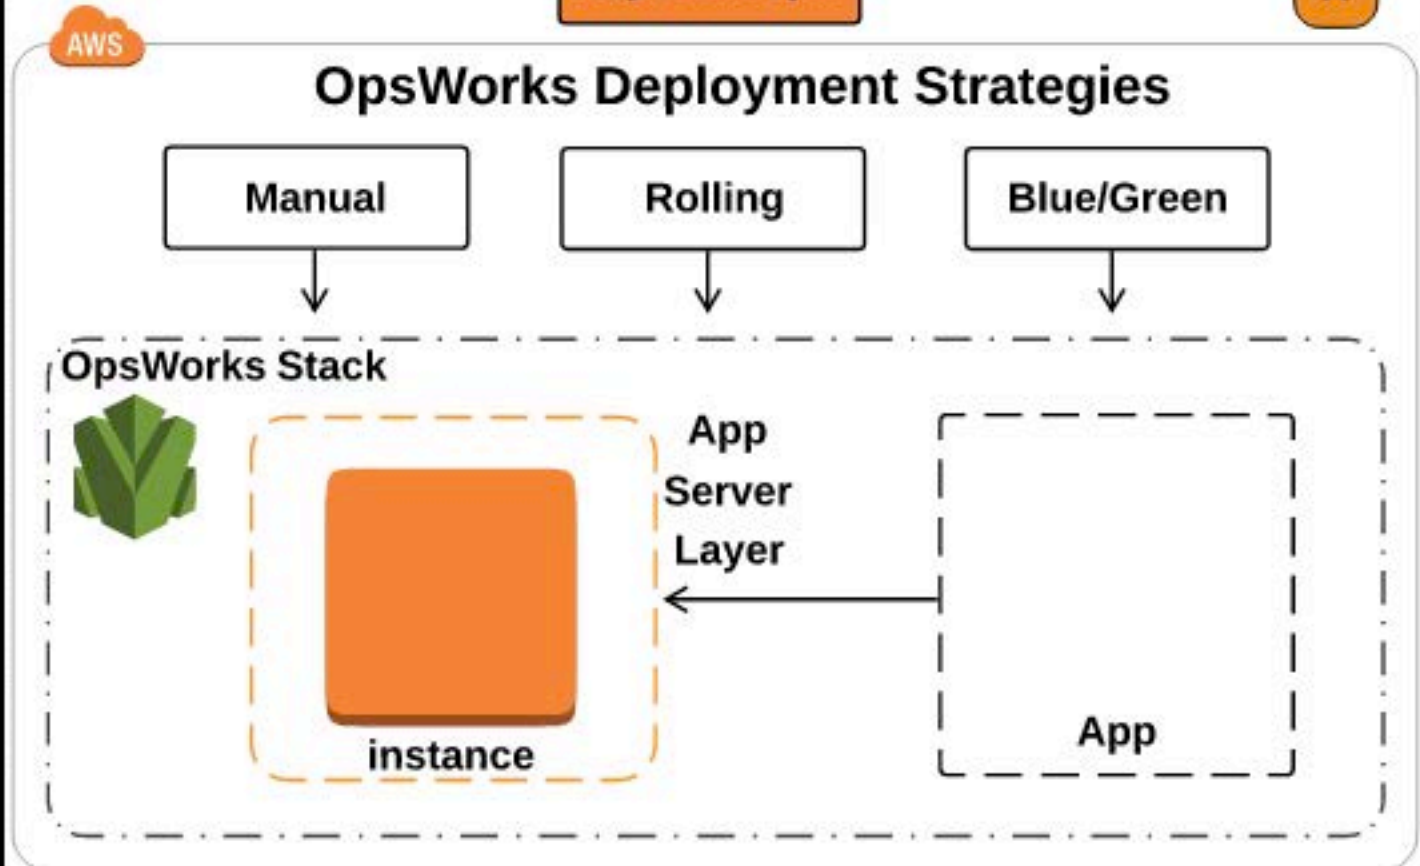 AWS
OpsWorks Deployment Strategies
Manual
Rolling
Blue/Green
OpsWorks Stack
App
Server
Layer
instance
App